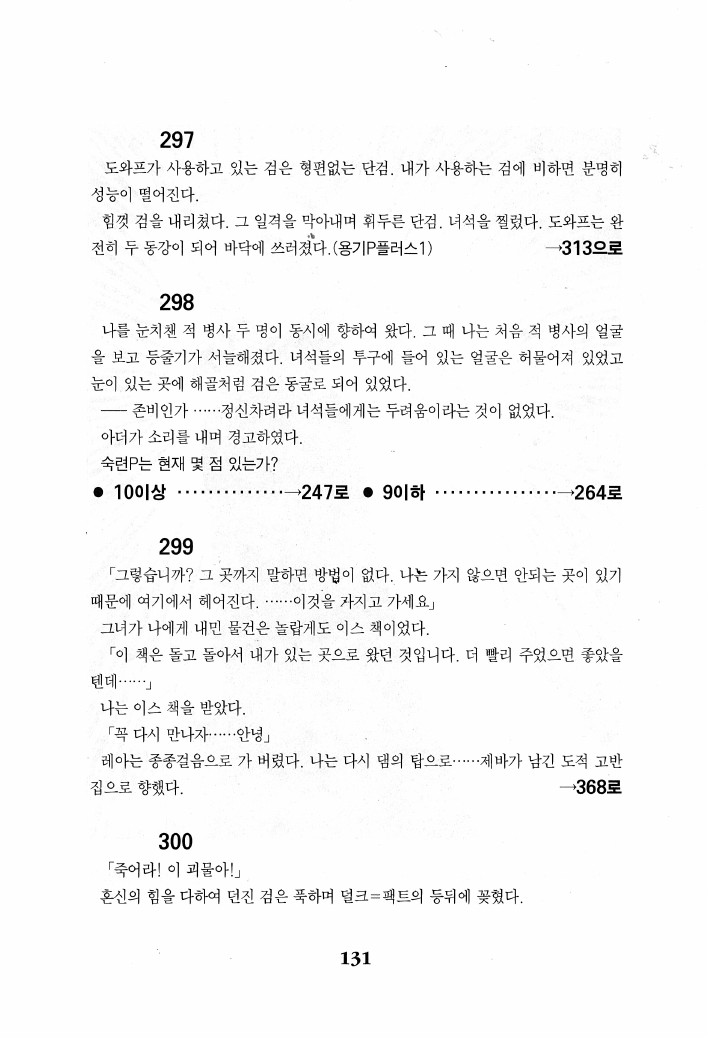 297
도와프가 사용하고 있는 검은 형편없는 단검. 내가 사용하는 검에 비하면 분명히
성능이 떨어진다.
힘껏 검을 내리쳤다. 그 일격을 막아내며 휘두른 단검. 녀석을 찔렀다. 도와프는 완
전히 두 동강이 되어 바닥에 쓰러졌다.(용기P플러스1) →313으로
298
나를 눈치챈 적 병사 두 명이 동시에 향하여 왔다. 그 때 나는 처음 적 병사의 얼굴
을 보고 등줄기가 서늘해졌다. 녀석들의 투구에 들어 있는 얼굴은 허물어져 있었고
눈이 있는 곳에 해골처럼 검은 동굴로 되어 있었다.
── 존비인가 ……정신차려라 녀석들에게는 두려움이라는 것이 없었다.
아더가 소리를 내며 경고하였다.
숙련P는 현재 몇 점 있는가?
● 10이상 ··············→247로 ● 9이하 ················→264로
299
「그렇습니까? 그 곳까지 말하면 방법이 없다. 나는 가지 않으면 안되는 곳이 있기
때문에 여기에서 헤어진다. ……이것을 가지고 가세요」
그녀가 나에게 내민 물건은 놀랍게도 이스 책이었다.
「이 책은 돌고 돌아서 내가 있는 곳으로 왔던 것입니다. 더 빨리 주었으면 좋았을
텐데……」
나는 이스 책을 받았다.
「꼭 다시 만나자……안녕」
레아는 종종걸음으로 가 버렸다. 나는 다시 댐의 탑으로……제바가 남긴 도적 고반
집으로 향했다. →368로
300
「죽어라! 이 괴물아!」
혼신의 힘을 다하여 던진 검은 푹하며 덜크=팩트의 등뒤에 꽂혔다.
131